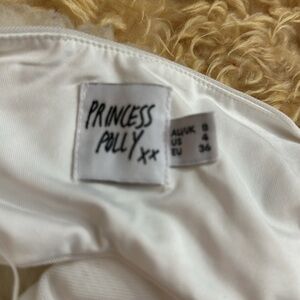 PRINCESS
POLLY xx
AU/UK 8
US 4
EU 36